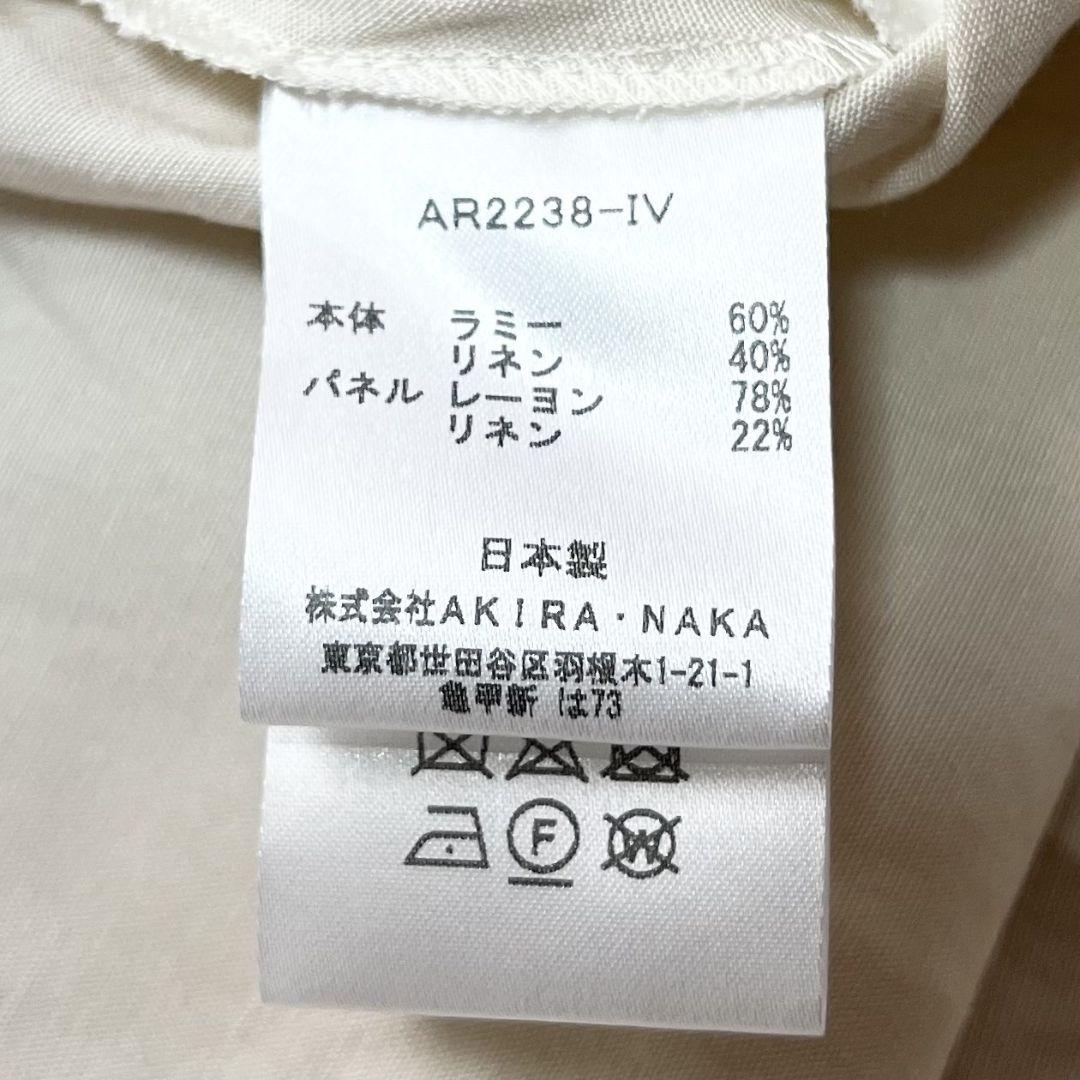 AR2238-IV
本体 ラミー 60%
リネン 40%
パネル レーヨン 78%
リネン 22%
日本製
株式会社AKIRA・NAKA
東京都世田谷区羽根木1-21-1
亀甲新 は73
F
W